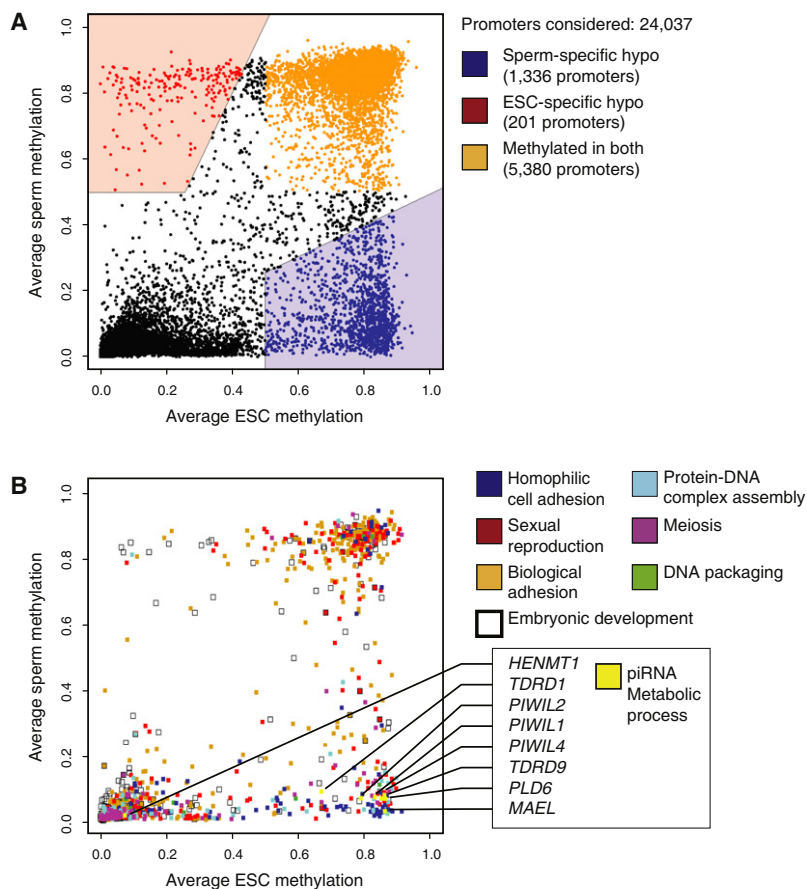 A
Promoters considered: 24,037
Sperm-specific hypo
(1,336 promoters)
ESC-specific hypo
(201 promoters)
Methylated in both
(5,380 promoters)
Average sperm methylation
1.0
0.8
0.6
0.4
0.2
0.0
0.0 0.2 0.4 0.6 0.8 1.0
Average ESC methylation
B
Homophilic
cell adhesion
Sexual
reproduction
Biological
adhesion
Embryonic development
Protein-DNA
complex assembly
Meiosis
DNA packaging
HENMT1
TDRD1
PIWIL2
PIWIL1
PIWIL4
TDRD9
PLD6
MAEL
piRNA
Metabolic
process
Average sperm methylation
1.0
0.8
0.6
0.4
0.2
0.0
0.0 0.2 0.4 0.6 0.8 1.0
Average ESC methylation